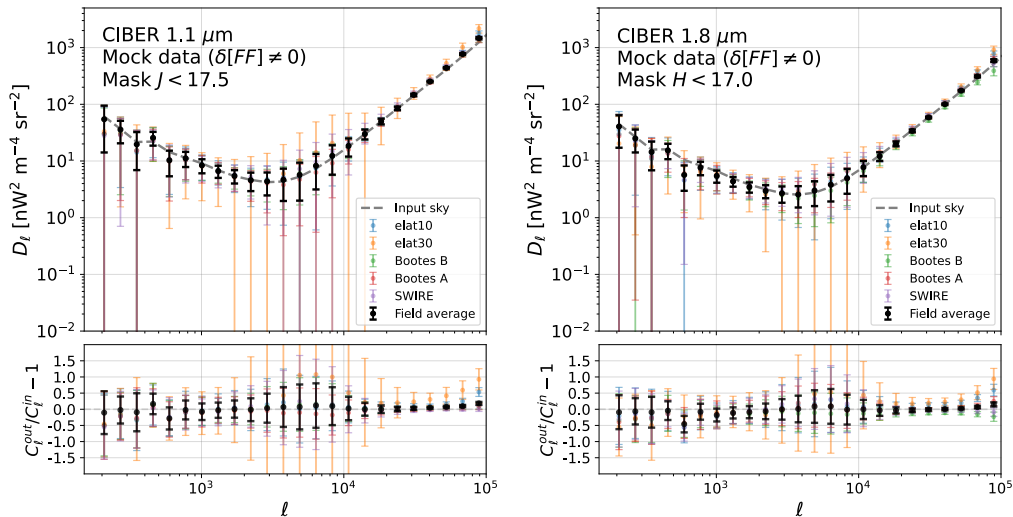 CIBER 1.1 μm
Mock data (δ[FF] ≠ 0)
Mask J < 17.5
D_ℓ [nW² m⁻⁴ sr⁻²]
10³
10²
10¹
10⁰
10⁻¹
10⁻²
Input sky
elat10
elat30
Bootes B
Bootes A
SWIRE
Field average
C_ℓ^out/C_ℓ^in − 1
1.5
1.0
0.5
0.0
-0.5
-1.0
-1.5
10³ 10⁴ 10⁵
ℓ
CIBER 1.8 μm
Mock data (δ[FF] ≠ 0)
Mask H < 17.0
D_ℓ [nW² m⁻⁴ sr⁻²]
10³
10²
10¹
10⁰
10⁻¹
10⁻²
Input sky
elat10
elat30
Bootes B
Bootes A
SWIRE
Field average
C_ℓ^out/C_ℓ^in − 1
1.5
1.0
0.5
0.0
-0.5
-1.0
-1.5
10³ 10⁴ 10⁵
ℓ